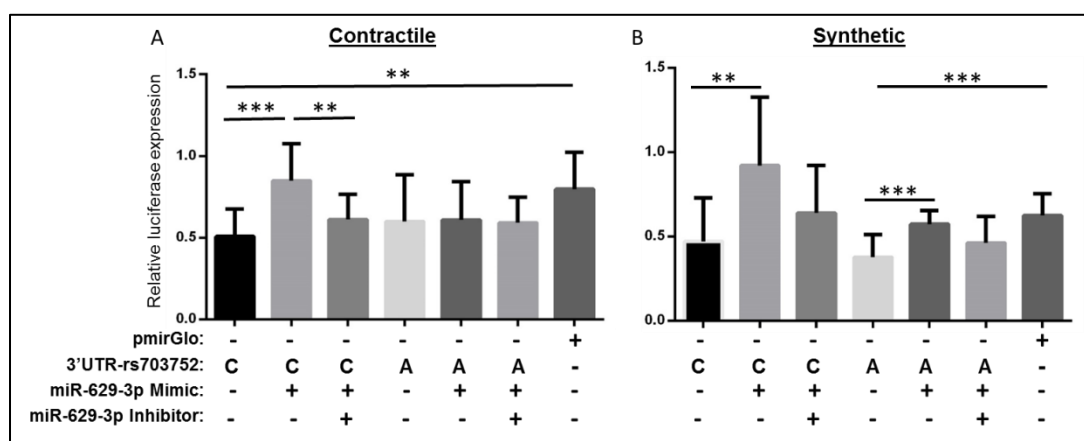 A Contractile
B Synthetic
** 
*** **
** ***
***
Relative luciferase expression
1.5
1.0
0.5
0.0
1.5
1.0
0.5
0.0
pmirGlo: - - - - - - + - - - - - - +
3'UTR-rs703752: C C C A A A - C C C A A A -
miR-629-3p Mimic: - + + - + + - - + + - + + -
miR-629-3p Inhibitor: - - + - - + - - - + - - + -